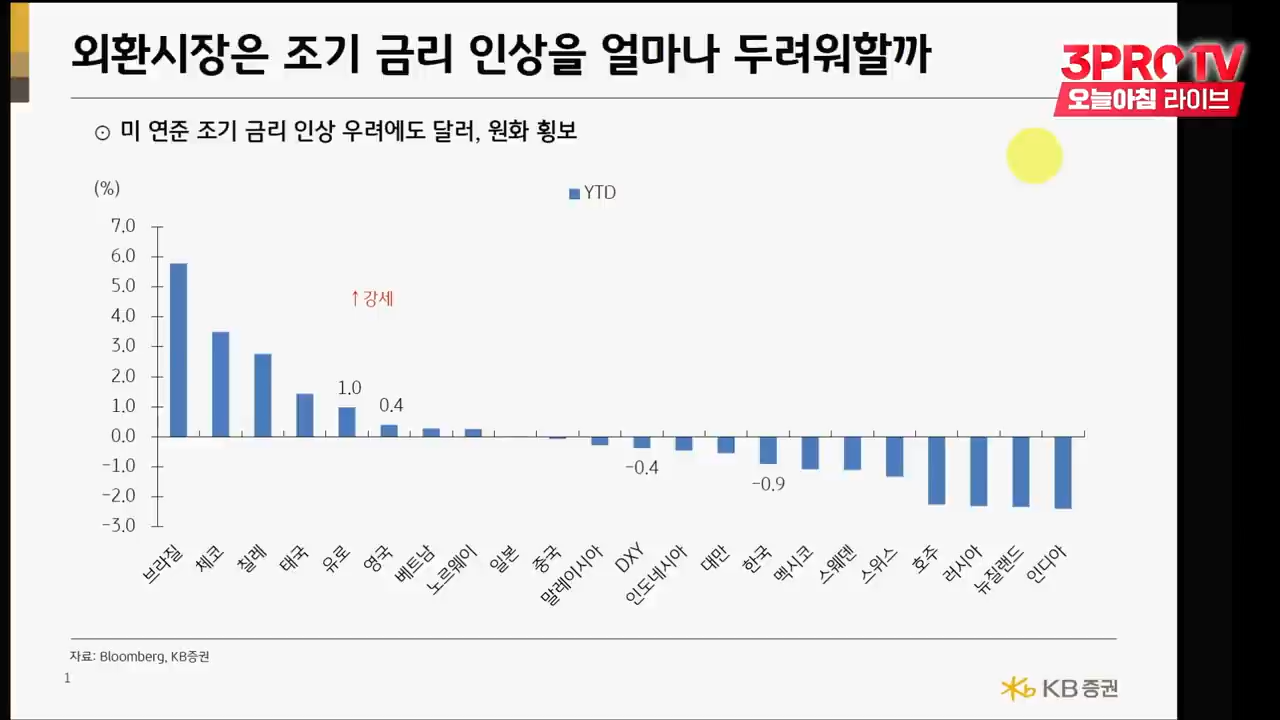 외환시장은 조기 금리 인상을 얼마나 두려워할까
3PRO TV
오늘아침 라이브
⊙ 미 연준 조기 금리 인상 우려에도 달러, 원화 횡보
(%)
YTD
7.0
6.0
5.0
4.0
3.0
2.0
1.0
0.0
-1.0
-2.0
-3.0
↑강세
1.0
0.4
-0.4
-0.9
브라질
체코
칠레
태국
유로
영국
베트남
노르웨이
일본
중국
말레이시아
DXY
인도네시아
대만
한국
멕시코
스웨덴
스위스
호주
러시아
뉴질랜드
인디아
자료: Bloomberg, KB증권
1
KB증권